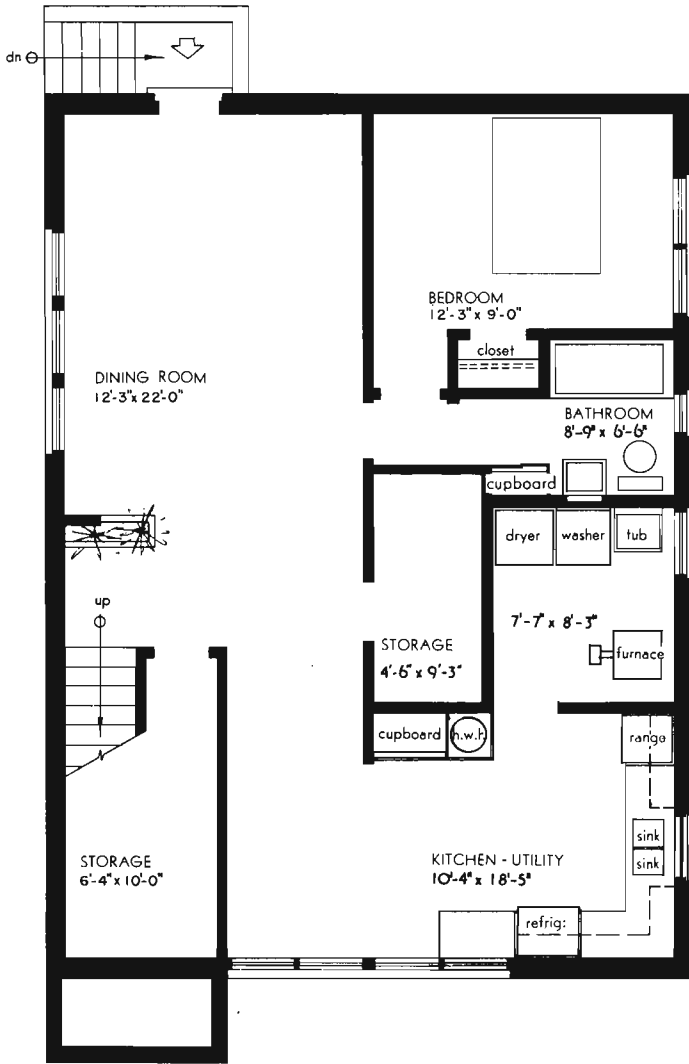 dn
BEDROOM
12'-3" x 9'-0"
closet
DINING ROOM
12'-3" x 22'-0"
BATHROOM
8'-9" x 6'-6"
cupboard
dryer
washer
tub
up
7'-7" x 8'-3"
STORAGE
4'-6" x 9'-3"
furnace
cupboard
h.w.h.
range
sink
sink
STORAGE
6'-4" x 10'-0"
KITCHEN - UTILITY
10'-4" x 18'-5"
refrig: